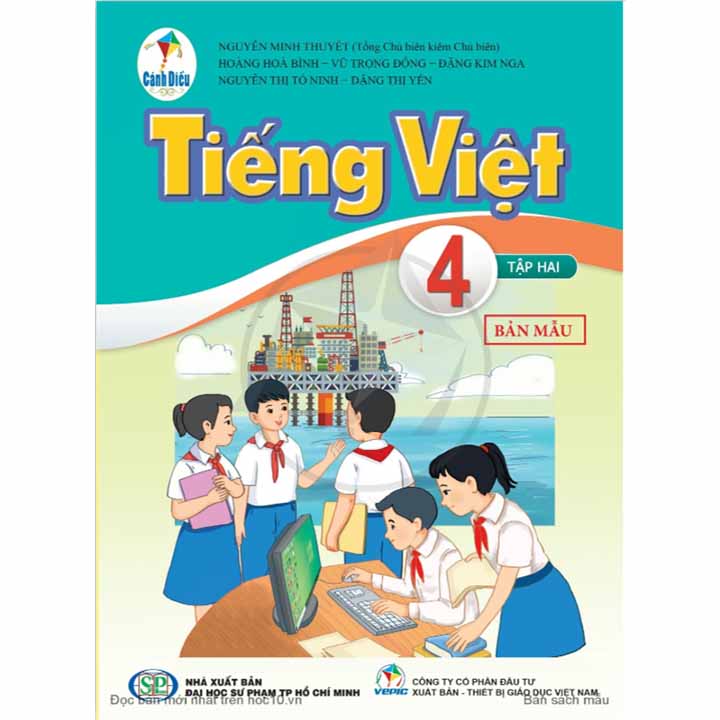 Cánh Diều
NGUYỄN MINH THUYẾT (Tổng Chủ biên kiêm Chủ biên)
HOÀNG HOÀ BÌNH – VŨ TRỌNG ĐÔNG – ĐẶNG KIM NGA
NGUYỄN THỊ TỐ NINH – ĐẶNG THỊ YẾN
Tiếng Việt
4
TẬP HAI
BẢN MẪU
SP
NHÀ XUẤT BẢN
ĐẠI HỌC SƯ PHẠM TP HỒ CHÍ MINH
VEPIC
CÔNG TY CỔ PHẦN ĐẦU TƯ
XUẤT BẢN - THIẾT BỊ GIÁO DỤC VIỆT NAM
Đọc bản mới nhất trên hoc10.vn
Bản sách mẫu